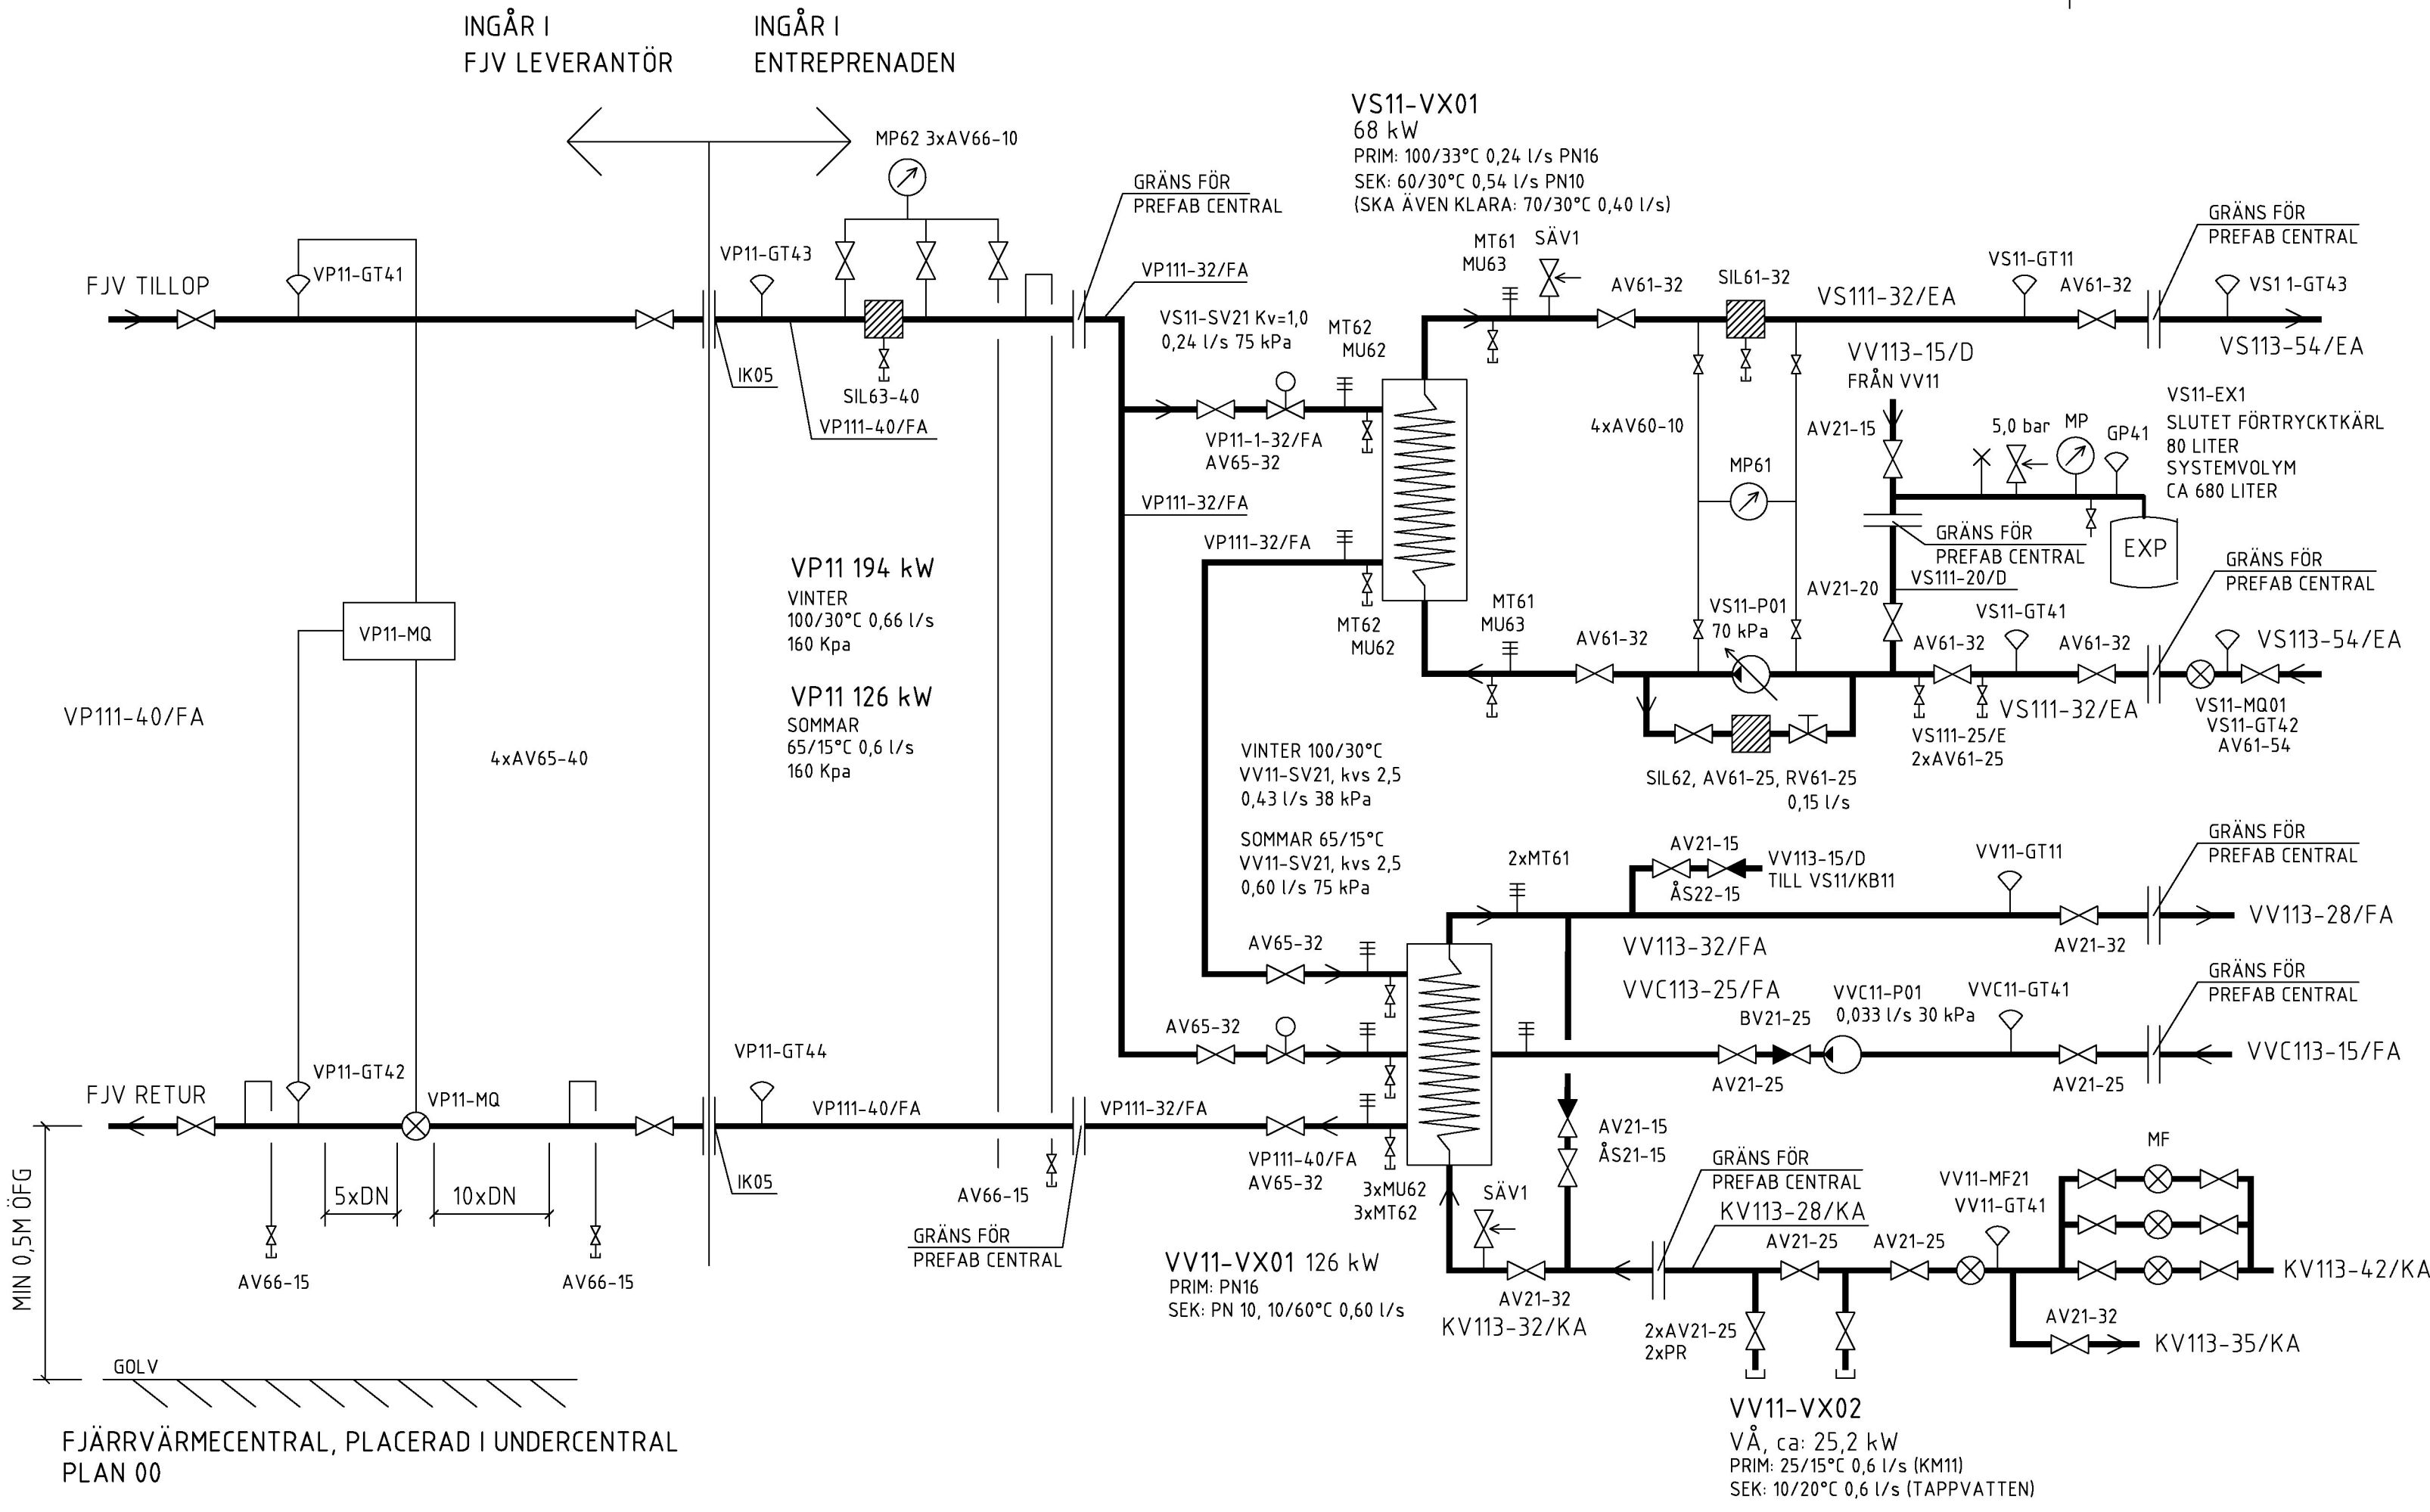 INGÅR I
FJV LEVERANTÖR
INGÅR I
ENTREPRENADEN
MP62 3xAV66-10
GRÄNS FÖR
PREFAB CENTRAL
VP11-GT41
FJV TILLOP
VP11-GT43
VP111-32/FA
IK05
SIL63-40
VP111-40/FA
VS11-VX01
68 kW
PRIM: 100/33°C 0,24 l/s PN16
SEK: 60/30°C 0,54 l/s PN10
(SKA ÄVEN KLARA: 70/30°C 0,40 l/s)
MT61
MU63
SÄV1
AV61-32
SIL61-32
VS111-32/EA
VS11-GT11
AV61-32
GRÄNS FÖR
PREFAB CENTRAL
VS11-GT43
VS113-54/EA
VS11-SV21 Kv=1,0
0,24 l/s 75 kPa
MT62
MU62
VP11-1-32/FA
AV65-32
VP111-32/FA
VP111-32/FA
MT62
MU62
4xAV60-10
MP61
VV113-15/D
FRÅN VV11
AV21-15
5,0 bar
MP
GP41
VS11-EX1
SLUTET FÖRTRYCKTKÄRL
80 LITER
SYSTEMVOLYM
CA 680 LITER
EXP
GRÄNS FÖR
PREFAB CENTRAL
VS111-20/D
AV21-20
GRÄNS FÖR
PREFAB CENTRAL
MT61
MU63
AV61-32
VS11-P01
70 kPa
AV61-32
VS11-GT41
AV61-32
VS113-54/EA
VS111-32/EA
VS11-MQ01
VS11-GT42
AV61-54
VS111-25/E
2xAV61-25
SIL62, AV61-25, RV61-25
0,15 l/s
VP11-MQ
VP111-40/FA
4xAV65-40
VP11 194 kW
VINTER
100/30°C 0,66 l/s
160 Kpa
VP11 126 kW
SOMMAR
65/15°C 0,6 l/s
160 Kpa
VINTER 100/30°C
VV11-SV21, kvs 2,5
0,43 l/s 38 kPa
SOMMAR 65/15°C
VV11-SV21, kvs 2,5
0,60 l/s 75 kPa
2xMT61
AV21-15
ÅS22-15
VV113-15/D
TILL VS11/KB11
VV11-GT11
GRÄNS FÖR
PREFAB CENTRAL
VV113-28/FA
AV21-32
VV113-32/FA
AV65-32
VVC113-25/FA
VVC11-P01
0,033 l/s 30 kPa
BV21-25
AV21-25
VVC11-GT41
GRÄNS FÖR
PREFAB CENTRAL
AV21-25
VVC113-15/FA
AV65-32
FJV RETUR
VP11-GT42
VP11-MQ
VP11-GT44
VP111-40/FA
VP111-32/FA
IK05
AV66-15
GRÄNS FÖR
PREFAB CENTRAL
VP111-40/FA
AV65-32
3xMU62
3xMT62
SÄV1
AV21-15
ÅS21-15
GRÄNS FÖR
PREFAB CENTRAL
KV113-28/KA
AV21-25
AV21-25
VV11-MF21
VV11-GT41
MF
KV113-42/KA
AV21-32
KV113-35/KA
MIN 0,5M ÖFG
5xDN
10xDN
AV66-15
AV66-15
VV11-VX01 126 kW
PRIM: PN16
SEK: PN 10, 10/60°C 0,60 l/s
AV21-32
KV113-32/KA
2xAV21-25
2xPR
GOLV
FJÄRRVÄRMECENTRAL, PLACERAD I UNDERCENTRAL
PLAN 00
VV11-VX02
VÅ, ca: 25,2 kW
PRIM: 25/15°C 0,6 l/s (KM11)
SEK: 10/20°C 0,6 l/s (TAPPVATTEN)